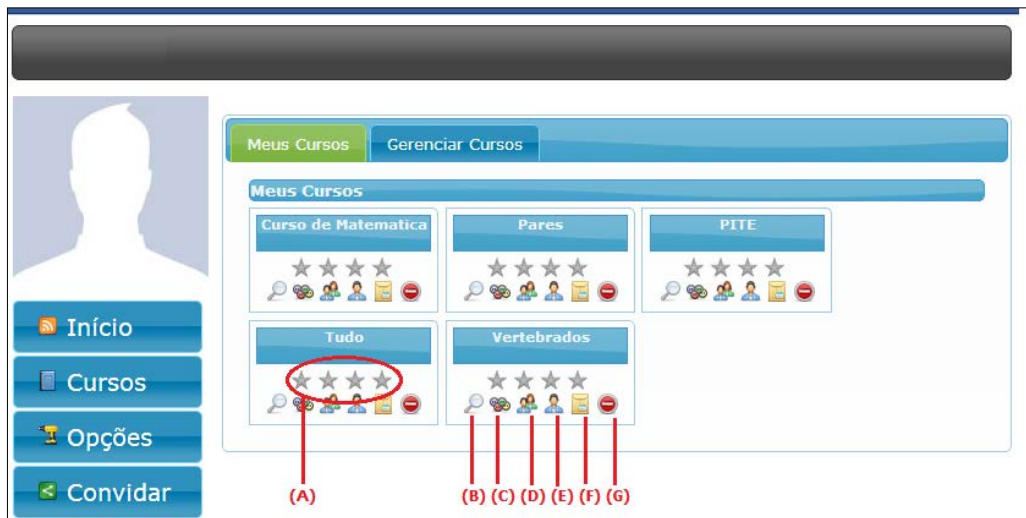 Meus Cursos Gerenciar Cursos
Meus Cursos
Curso de Matematica Pares PITE
Tudo Vertebrados
Início
Cursos
Opções
Convidar
(A) (B) (C) (D) (E) (F) (G)